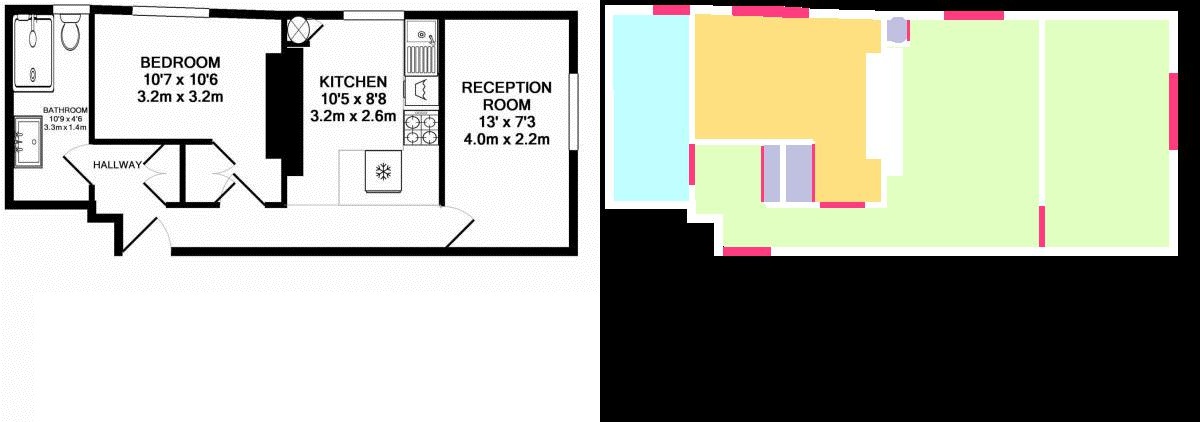 BEDROOM
10'7 x 10'6
3.2m x 3.2m
KITCHEN
10'5 x 8'8
3.2m x 2.6m
RECEPTION
ROOM
13' x 7'3
4.0m x 2.2m
BATHROOM
10'9 x 4'6
3.3m x 1.4m
HALLWAY